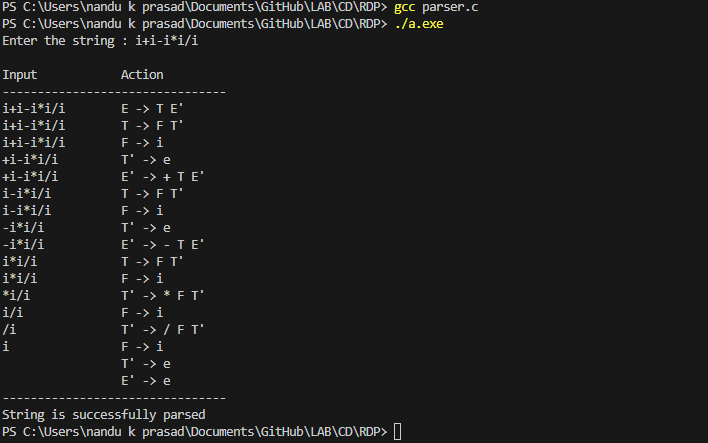 PS C:\Users\nandu k prasad\Documents\GitHub\LAB\CD\RDP> gcc parser.c
PS C:\Users\nandu k prasad\Documents\GitHub\LAB\CD\RDP> ./a.exe
Enter the string : i+i-i*i/i
Input Action
--------------------------------
i+i-i*i/i E -> T E'
i+i-i*i/i T -> F T'
i+i-i*i/i F -> i
+i-i*i/i T' -> e
+i-i*i/i E' -> + T E'
i-i*i/i T -> F T'
i-i*i/i F -> i
-i*i/i T' -> e
-i*i/i E' -> - T E'
i*i/i T -> F T'
i*i/i F -> i
*i/i T' -> * F T'
i/i F -> i
/i T' -> / F T'
i F -> i
T' -> e
E' -> e
--------------------------------
String is successfully parsed
PS C:\Users\nandu k prasad\Documents\GitHub\LAB\CD\RDP>